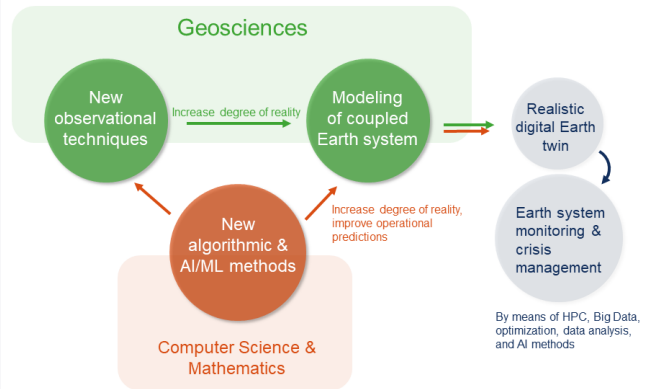 Geosciences
New
observational
techniques
Increase degree of reality
Modeling
of coupled
Earth system
Realistic
digital Earth
twin
New
algorithmic &
AI/ML methods
Increase degree of reality,
improve operational
predictions
Earth system
monitoring &
crisis
management
By means of HPC, Big Data,
optimization, data analysis,
and AI methods
Computer Science &
Mathematics